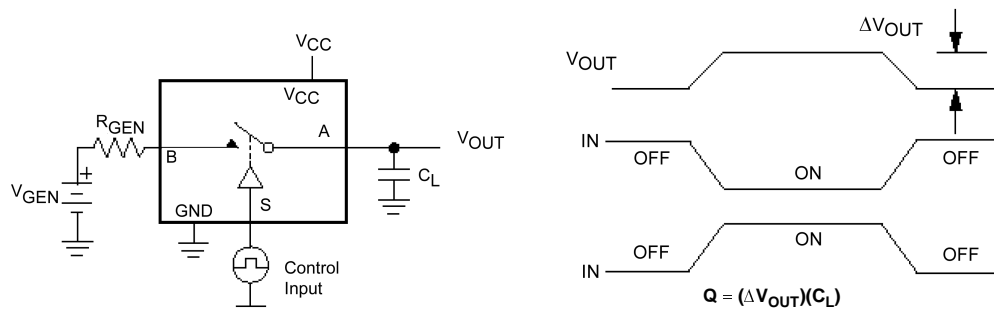 V_CC
V_CC
R_GEN
B
A
V_OUT
C_L
V_GEN
+
GND
S
Control
Input
ΔV_OUT
V_OUT
IN
OFF
ON
OFF
IN
OFF
ON
OFF
Q = (ΔV_OUT)(C_L)